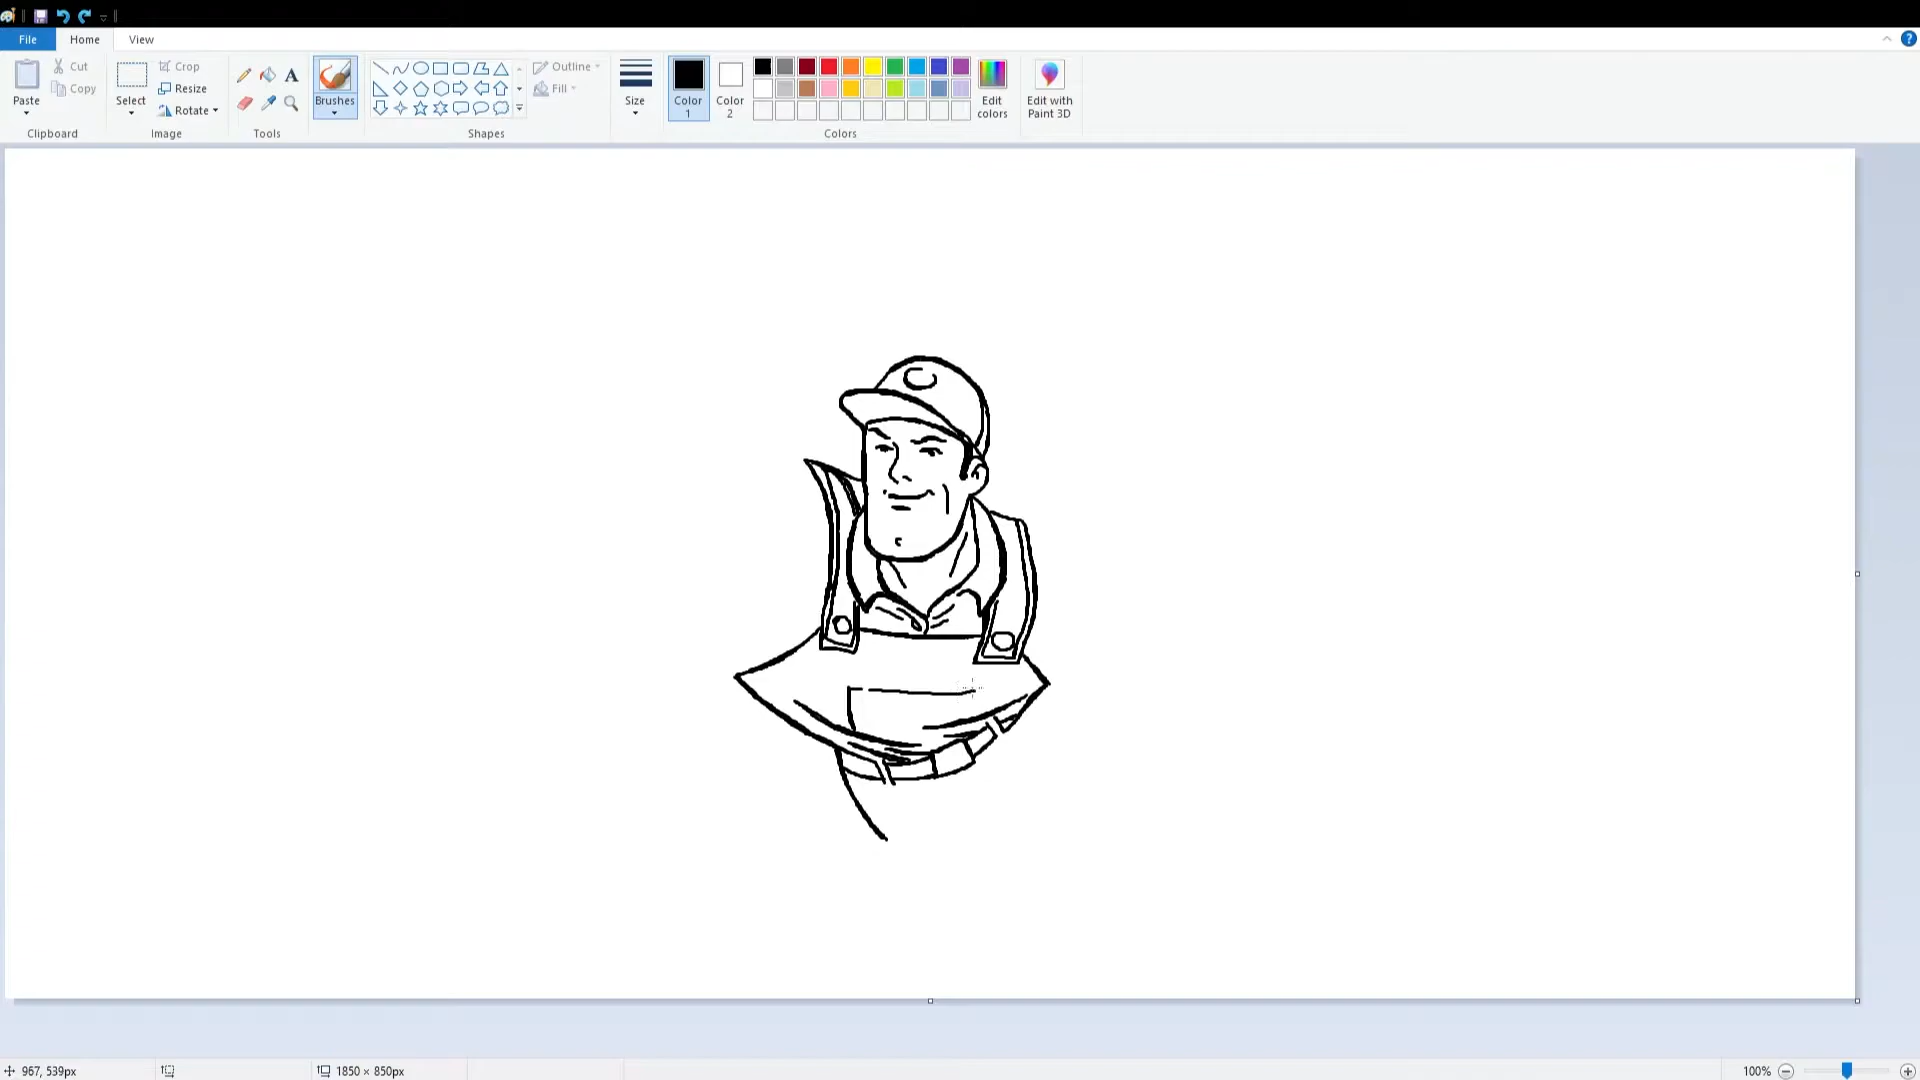 File Home View
Paste
Cut
Copy
Clipboard
Select
Crop
Resize
Rotate
Image
Tools
Brushes
Shapes
Outline
Fill
Size
Color 1
Color 2
Colors
Edit colors
Edit with Paint 3D
967, 539px
1850 × 850px
100%